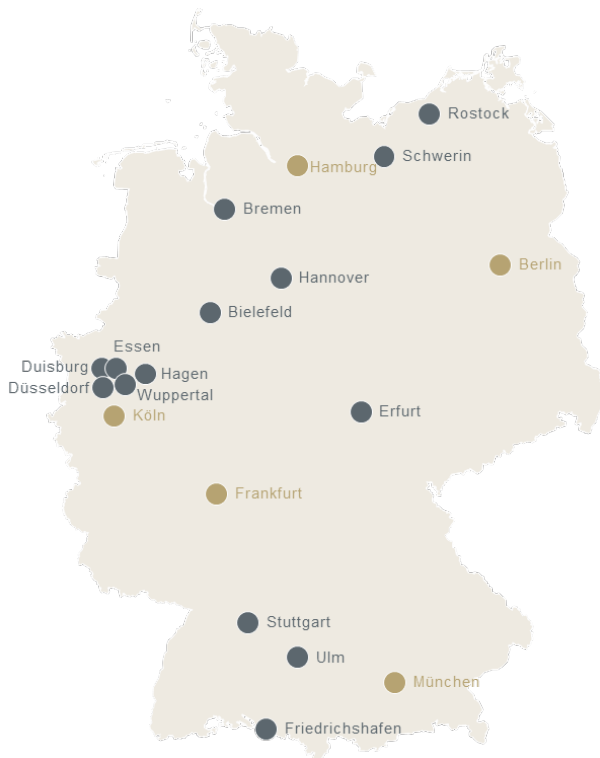 Rostock
Schwerin
Hamburg
Bremen
Berlin
Hannover
Bielefeld
Essen
Duisburg
Hagen
Düsseldorf
Wuppertal
Köln
Erfurt
Frankfurt
Stuttgart
Ulm
München
Friedrichshafen